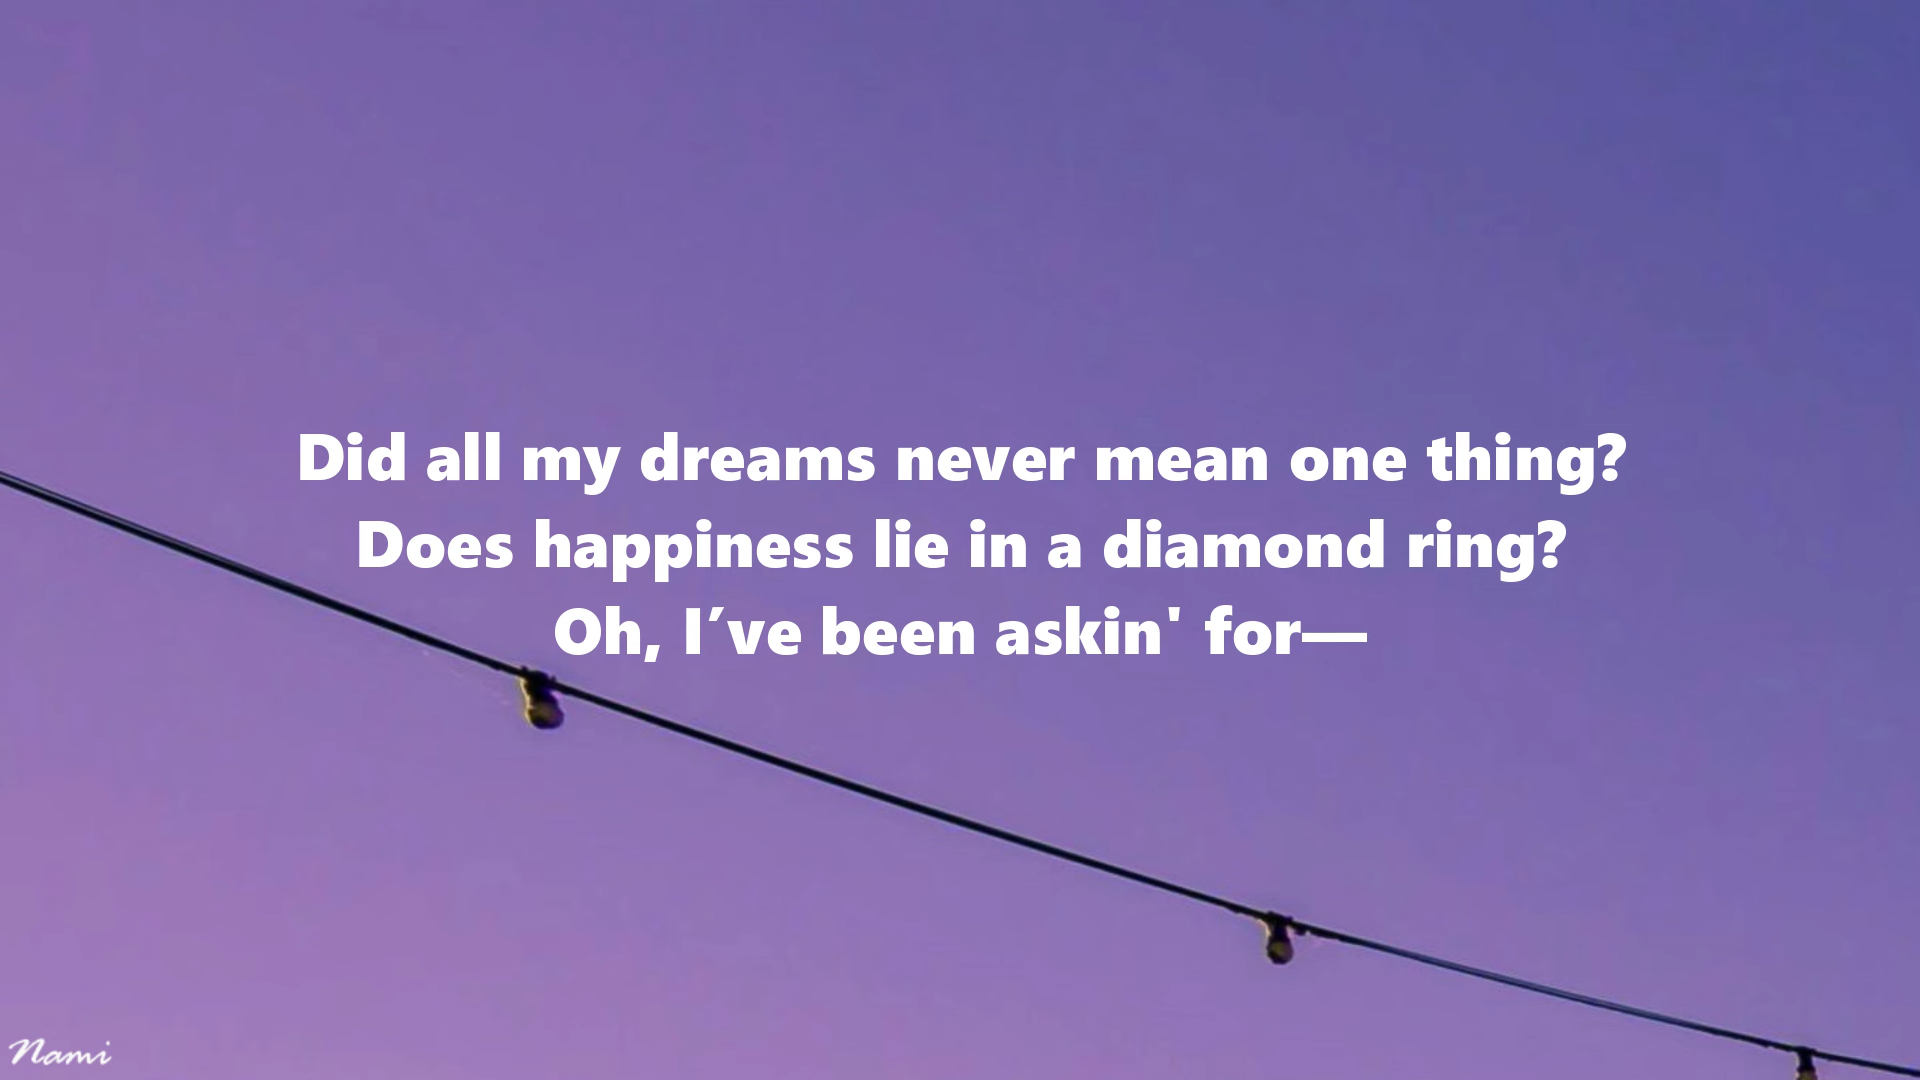 Did all my dreams never mean one thing?
Does happiness lie in a diamond ring?
Oh, I´ve been askin' for—
Nami